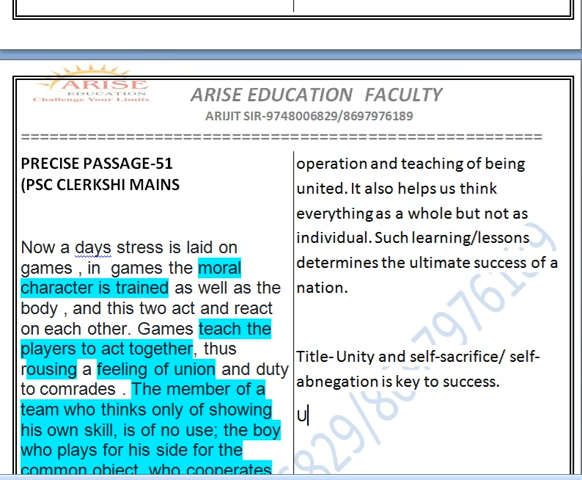 ARISE
EDUCATION
Challenge Your Limits
ARISE EDUCATION FACULTY
ARIJIT SIR-9748006829/8697976189
======================================================
PRECISE PASSAGE-51
(PSC CLERKSHI MAINS
Now a days stress is laid on
games , in games the moral
character is trained as well as the
body , and this two act and react
on each other. Games teach the
players to act together, thus
rousing a feeling of union and duty
to comrades . The member of a
team who thinks only of showing
his own skill, is of no use; the boy
who plays for his side for the
common object, who cooperates
operation and teaching of being
united. It also helps us think
everything as a whole but not as
individual. Such learning/lessons
determines the ultimate success of a
nation.
Title- Unity and self-sacrifice/ self-
abnegation is key to success.
U
6829/8697976189